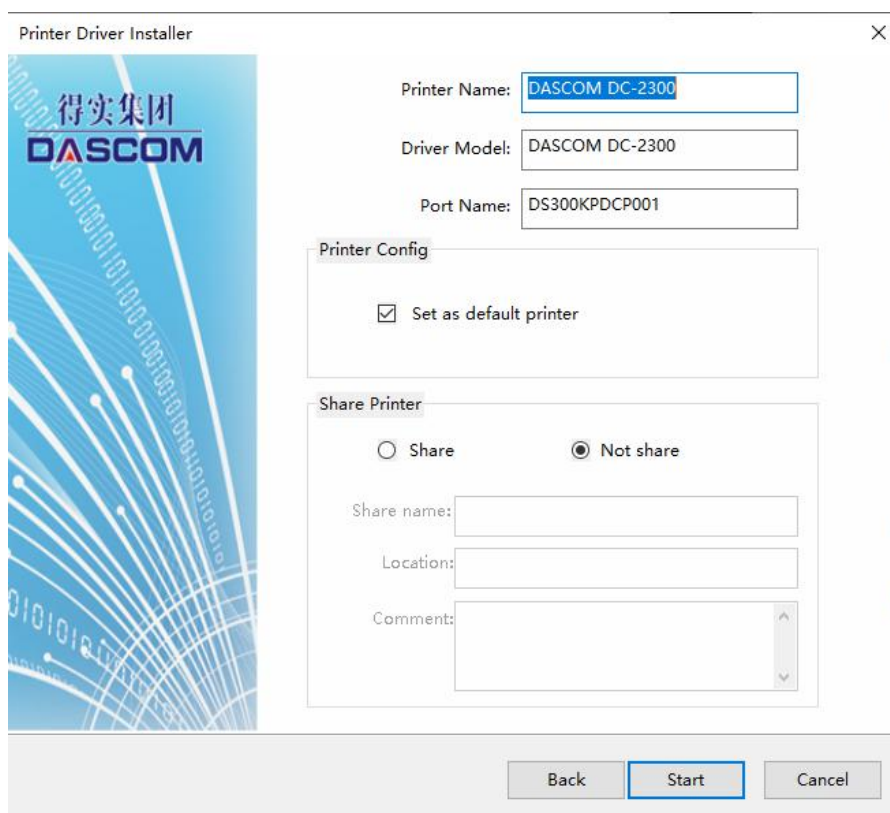 Printer Driver Installer
得实集团
DASCOM
Printer Name: DASCOM DC-2300
Driver Model: DASCOM DC-2300
Port Name: DS300KPDCP001
Printer Config
Set as default printer
Share Printer
Share Not share
Share name:
Location:
Comment:
Back Start Cancel